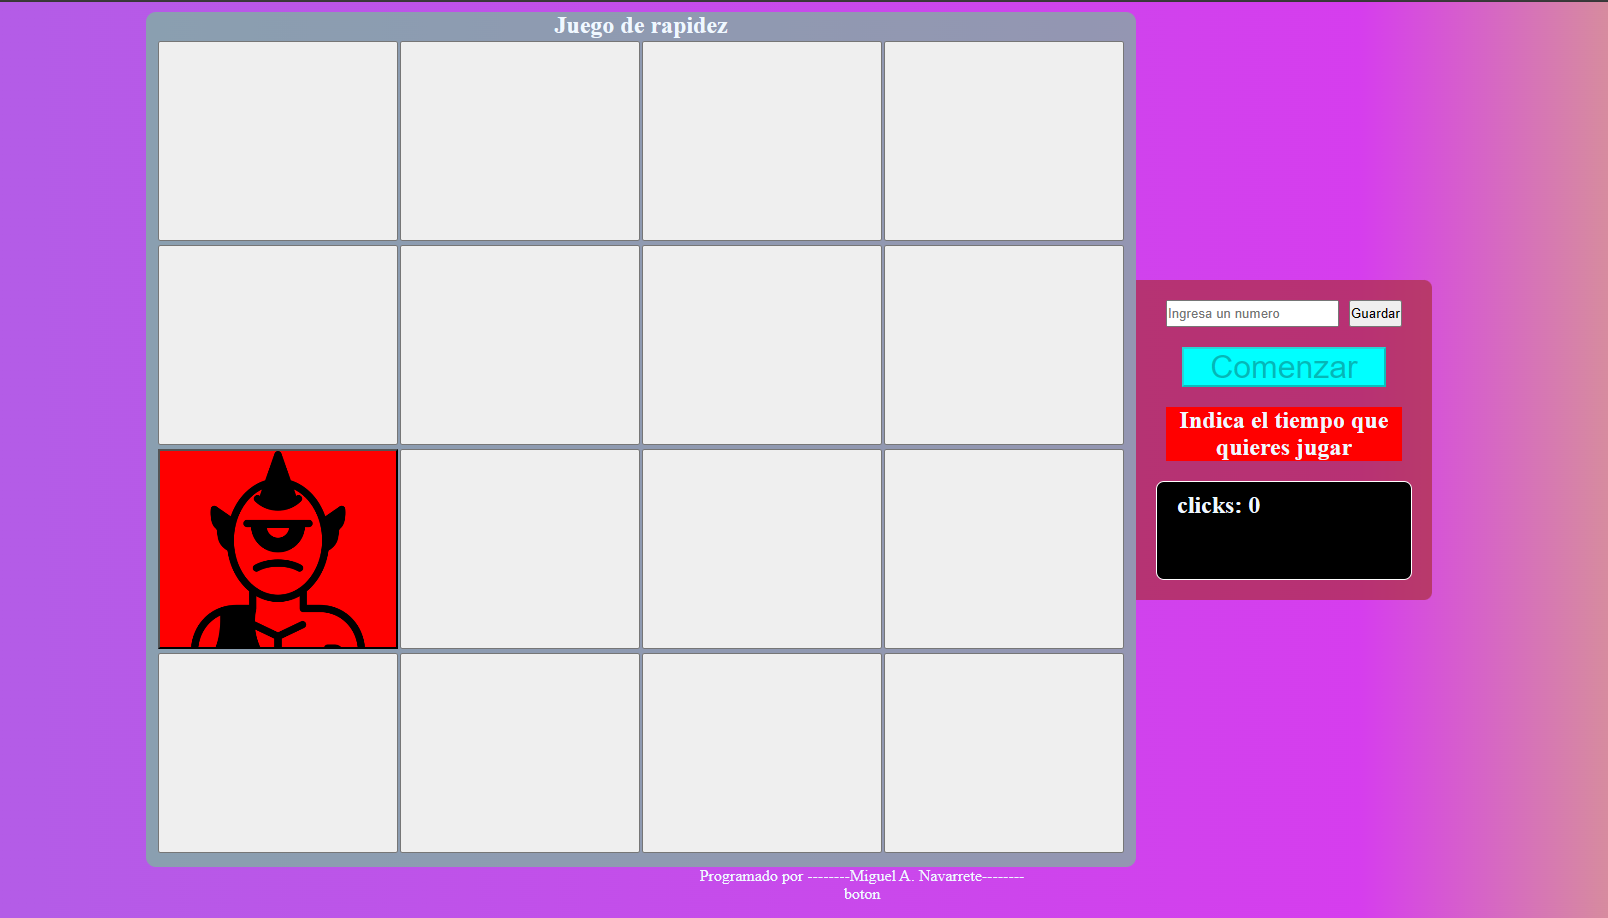 Juego de rapidez
Ingresa un numero
Guardar
Comenzar
Indica el tiempo que
quieres jugar
clicks: 0
Programado por --------Miguel A. Navarrete--------
boton